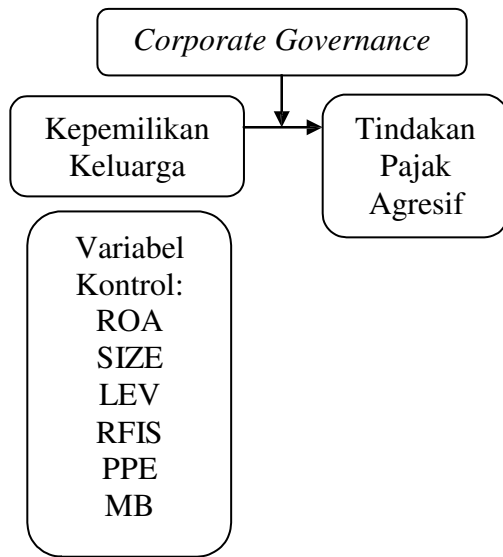 Corporate Governance
Kepemilikan
Keluarga
Tindakan
Pajak
Agresif
Variabel
Kontrol:
ROA
SIZE
LEV
RFIS
PPE
MB